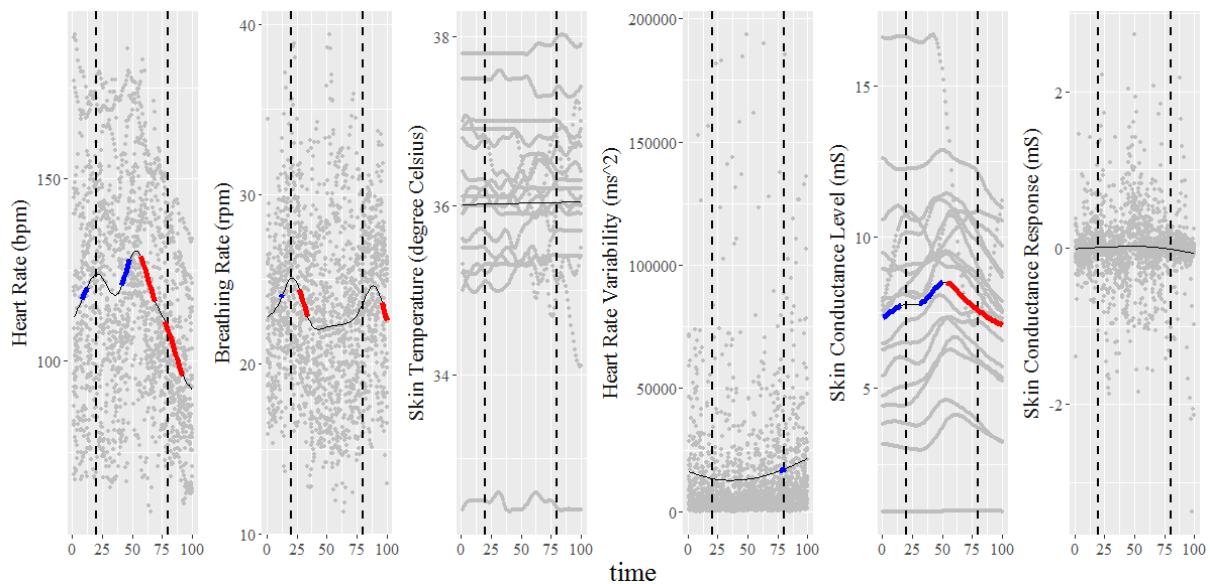 Heart Rate (bpm)
150
100
0 25 50 75 100
Breathing Rate (rpm)
40
30
20
10
0 25 50 75 100
Skin Temperature (degree Celsius)
38
36
34
0 25 50 75 100
Heart Rate Variability (ms^2)
200000
150000
100000
50000
0
0 25 50 75 100
Skin Conductance Level (mS)
15
10
5
0 25 50 75 100
Skin Conductance Response (mS)
2
0
-2
0 25 50 75 100
time